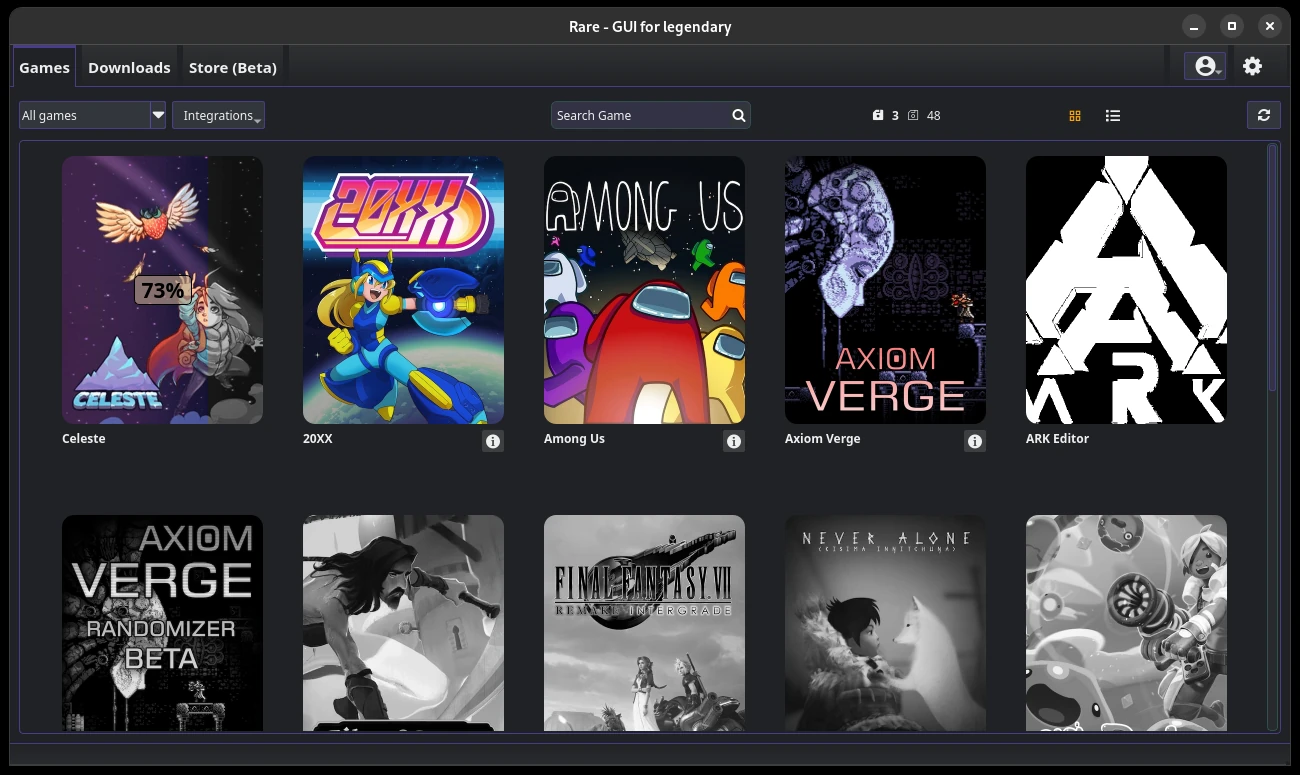 Rare - GUI for legendary
Games Downloads Store (Beta)
All games Integrations Search Game 3 48
73%
CELESTE
20XX
AMONG US
AXIOM
VERGE
ARK
Celeste 20XX Among Us Axiom Verge ARK Editor
AXIOM
VERGE
RANDOMIZER
BETA
FINAL FANTASY VII
REMAKE INTERGRADE
NEVER ALONE
(KISIMA INNITCHUNA)